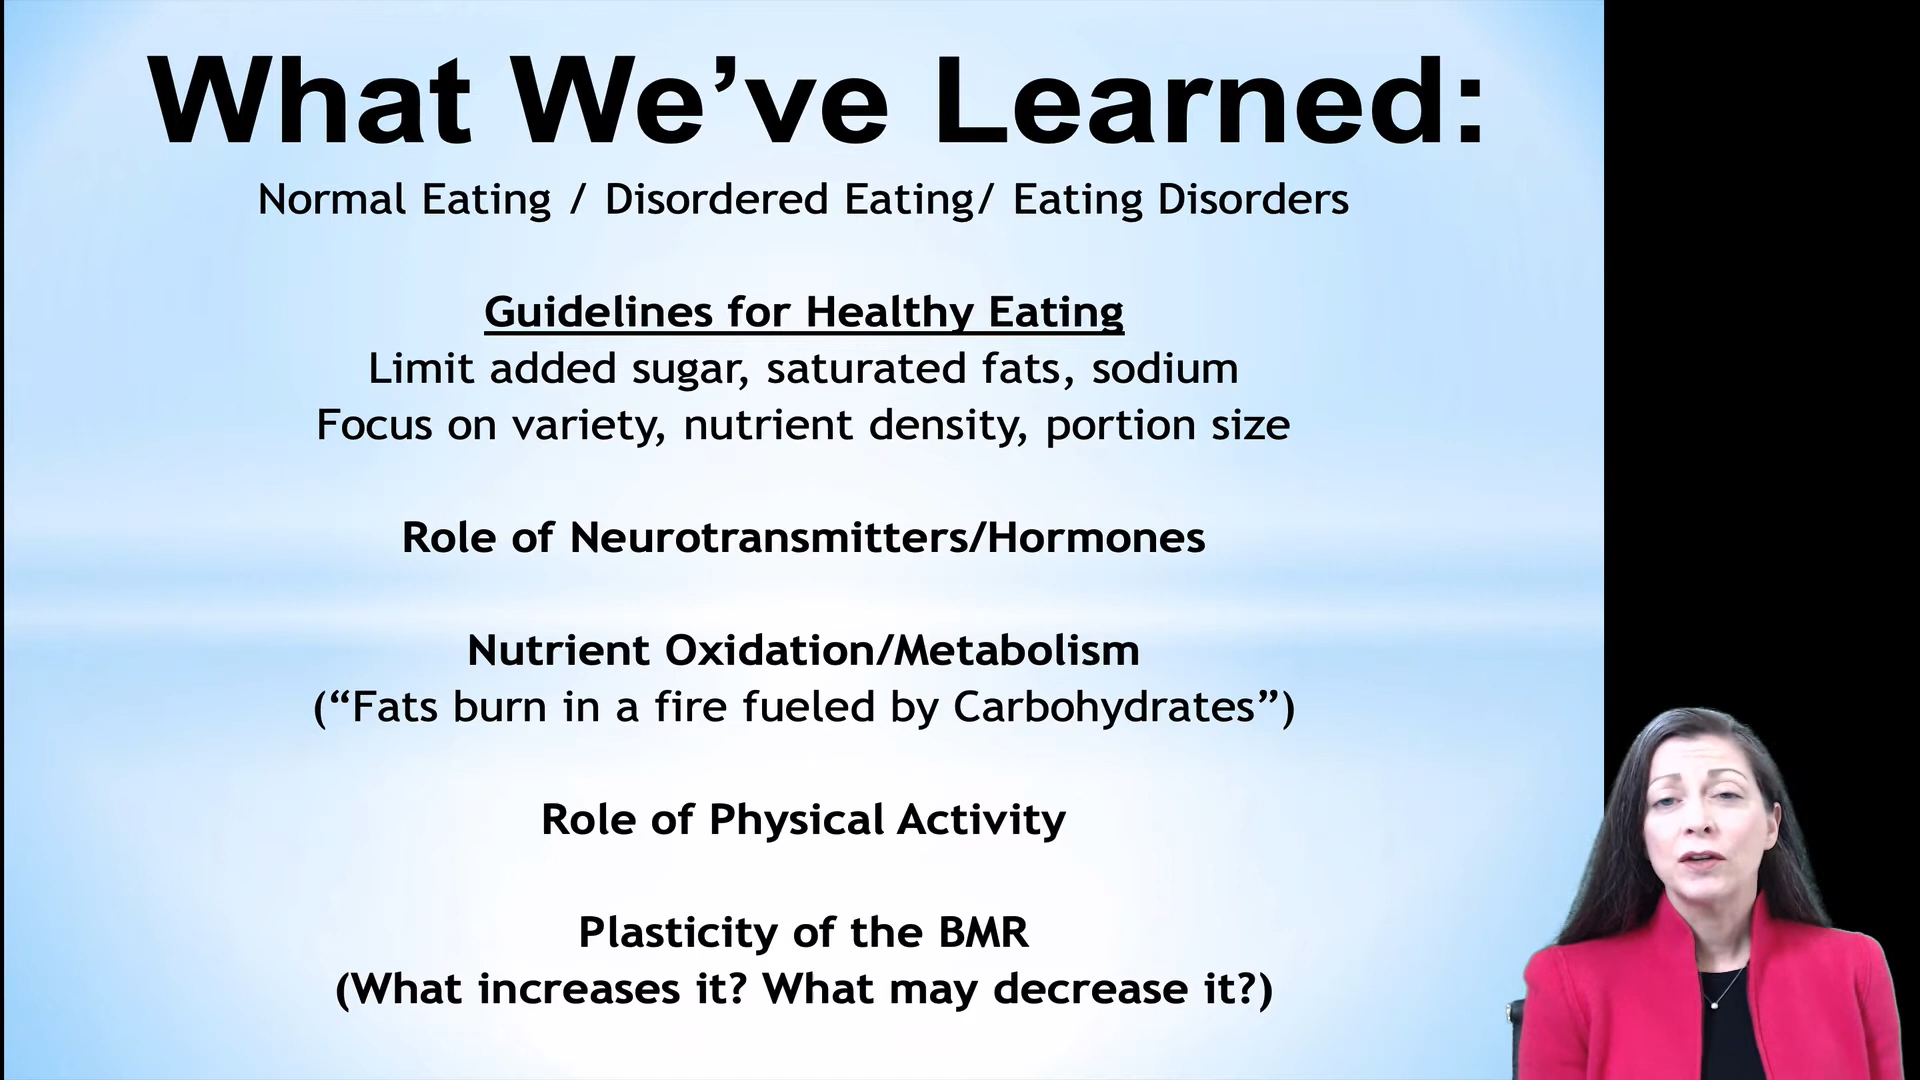 What We’ve Learned:
Normal Eating / Disordered Eating/ Eating Disorders
Guidelines for Healthy Eating
Limit added sugar, saturated fats, sodium
Focus on variety, nutrient density, portion size
Role of Neurotransmitters/Hormones
Nutrient Oxidation/Metabolism
(“Fats burn in a fire fueled by Carbohydrates”)
Role of Physical Activity
Plasticity of the BMR
(What increases it? What may decrease it?)